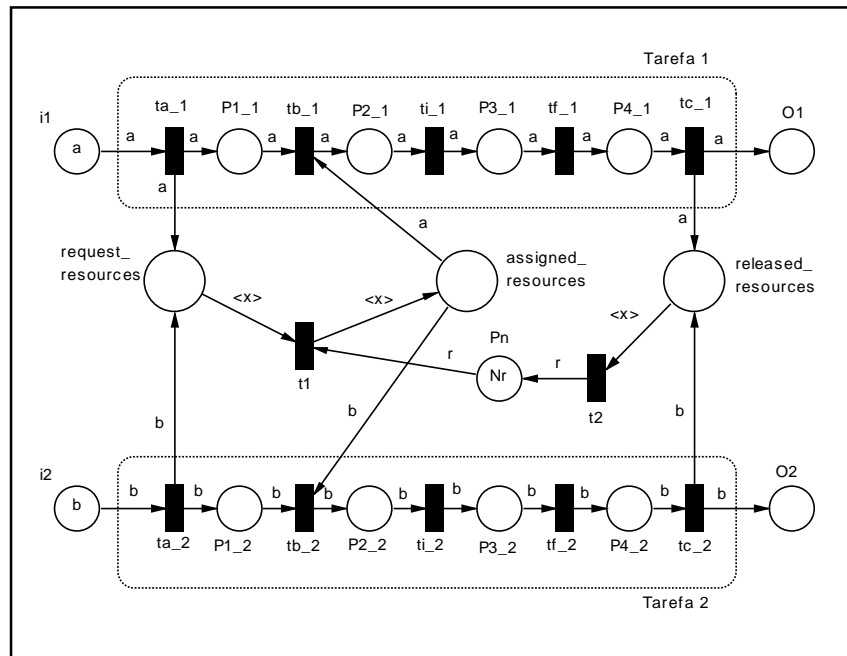 Tarefa 1
ta_1 P1_1 tb_1 P2_1 ti_1 P3_1 tf_1 P4_1 tc_1 O1
i1
a a a a a a a a a a a
a a
a
request_
resources
assigned_
resources
released_
resources
<x> <x> <x>
Pn
r Nr r
t1 t2
b b b
i2 O2
b b b b b b b b b b b
ta_2 P1_2 tb_2 P2_2 ti_2 P3_2 tf_2 P4_2 tc_2
Tarefa 2